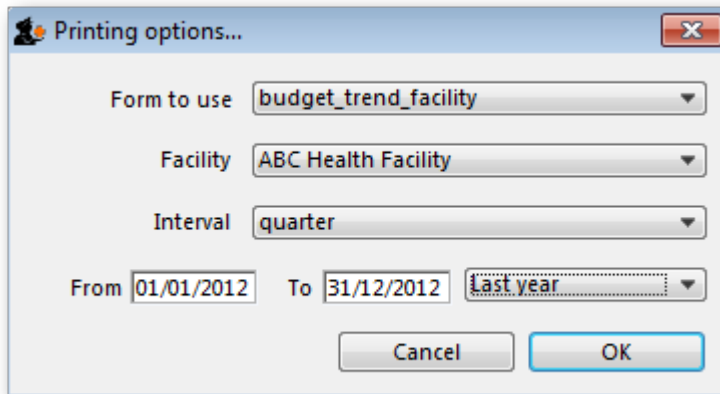 Printing options...
Form to use budget_trend_facility
Facility ABC Health Facility
Interval quarter
From 01/01/2012 To 31/12/2012 Last year
Cancel OK